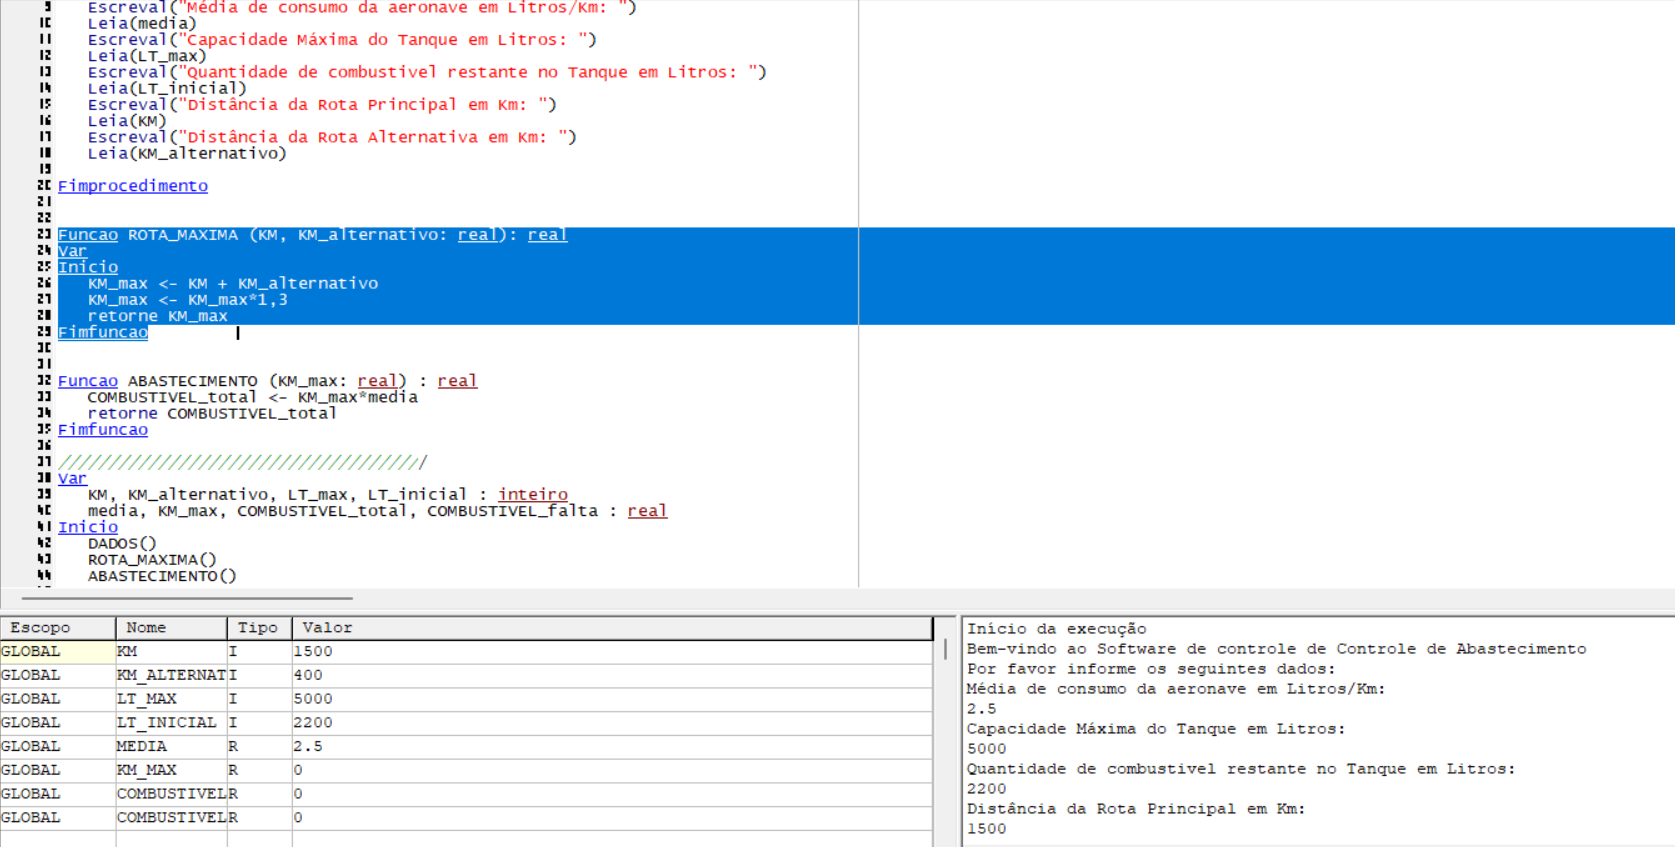 9 Escreval("Média de consumo da aeronave em Litros/Km: ")
10 Leia(media)
11 Escreval("Capacidade Máxima do Tanque em Litros: ")
12 Leia(LT_max)
13 Escreval("Quantidade de combustivel restante no Tanque em Litros: ")
14 Leia(LT_inicial)
15 Escreval("Distância da Rota Principal em Km: ")
16 Leia(KM)
17 Escreval("Distância da Rota Alternativa em Km: ")
18 Leia(KM_alternativo)
19
20 Fimprocedimento
21
22
23 Funcao ROTA_MAXIMA (KM, KM_alternativo: real): real
24 Var
25 Inicio
26 KM_max <- KM + KM_alternativo
27 KM_max <- KM_max*1,3
28 retorne KM_max
29 Fimfuncao
30
31
32 Funcao ABASTECIMENTO (KM_max: real) : real
33 COMBUSTIVEL_total <- KM_max*media
34 retorne COMBUSTIVEL_total
35 Fimfuncao
36
37 /////////////////////////////////////
38 Var
39 KM, KM_alternativo, LT_max, LT_inicial : inteiro
40 media, KM_max, COMBUSTIVEL_total, COMBUSTIVEL_falta : real
41 Inicio
42 DADOS()
43 ROTA_MAXIMA()
44 ABASTECIMENTO()
Escopo Nome Tipo Valor
GLOBAL KM I 1500
GLOBAL KM_ALTERNAT I 400
GLOBAL LT_MAX I 5000
GLOBAL LT_INICIAL I 2200
GLOBAL MEDIA R 2.5
GLOBAL KM_MAX R 0
GLOBAL COMBUSTIVEL R 0
GLOBAL COMBUSTIVEL R 0
Início da execução
Bem-vindo ao Software de controle de Controle de Abastecimento
Por favor informe os seguintes dados:
Média de consumo da aeronave em Litros/Km:
2.5
Capacidade Máxima do Tanque em Litros:
5000
Quantidade de combustivel restante no Tanque em Litros:
2200
Distância da Rota Principal em Km:
1500